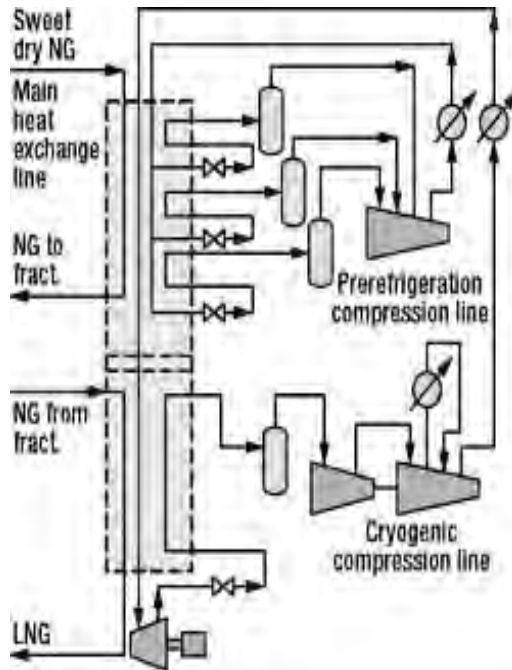 Sweet
dry NG
Main
heat
exchange
line
NG to
fract.
Prerefrigeration
compression line
NG from
fract.
Cryogenic
compression line
LNG